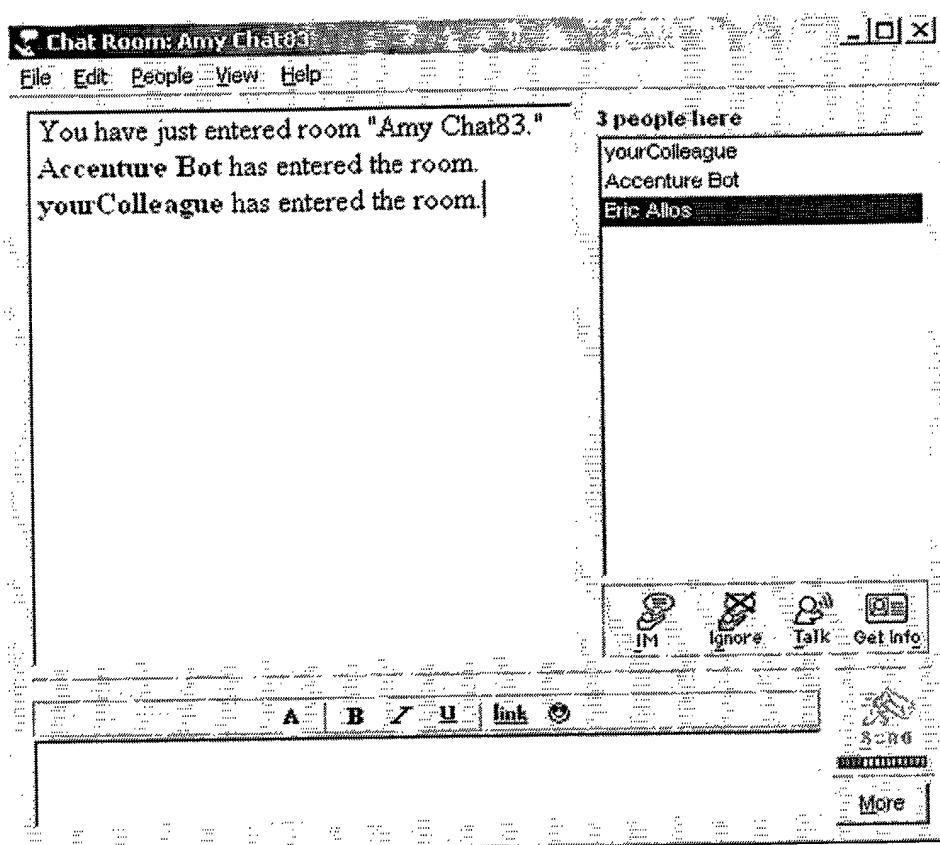 Chat Room: Amy Chat83
File Edit People View Help
You have just entered room "Amy Chat83."
Accenture Bot has entered the room.
yourColleague has entered the room.
3 people here
yourColleague
Accenture Bot
Eric Allos
IM Ignore Talk Get Info
A B I U link
Send
More